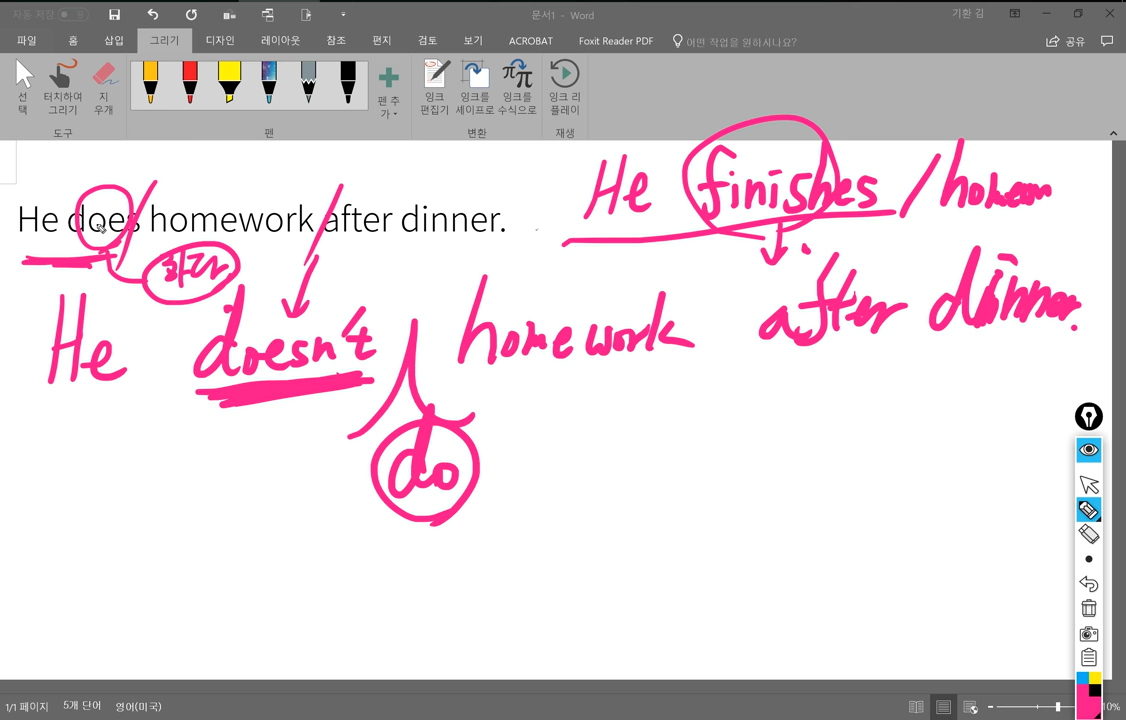 자동 저장
문서1 - Word
기환 김
파일 홈 삽입 그리기 디자인 레이아웃 참조 편지 검토 보기 ACROBAT Foxit Reader PDF 어떤 작업을 원하시나요? 공유
선택
터치하여 그리기
지우개
펜 추가
잉크 편집기
잉크를 셰이프로
잉크를 수식으로
잉크 리플레이
도구 펜 변환 재생
He finishes / homewo
He does homework after dinner.
하다
after dinner.
He doesn't homework
do
1/1 페이지 5개 단어 영어(미국)
10%